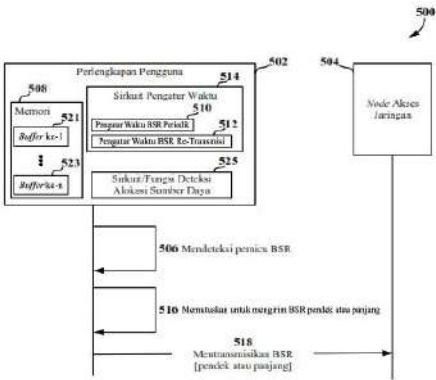 500
502
504
Perlengkapan Pengguna
508
514
Memori
Sirkuit Pengatur Waktu
521
510
Buffer ke-1
Pengatur Waktu BSR Periodik
512
Pengatur Waktu BSR Re-Transmisi
523
525
Buffer ke-n
Sirkuit/Fungsi Deteksi
Alokasi Sumber Daya
Node Akses
Jaringan
506 Mendeteksi pemicu BSR
516 Memutuskan untuk mengirim BSR pendek atau panjang
518
Mentransmisikan BSR
[pendek atau panjang]